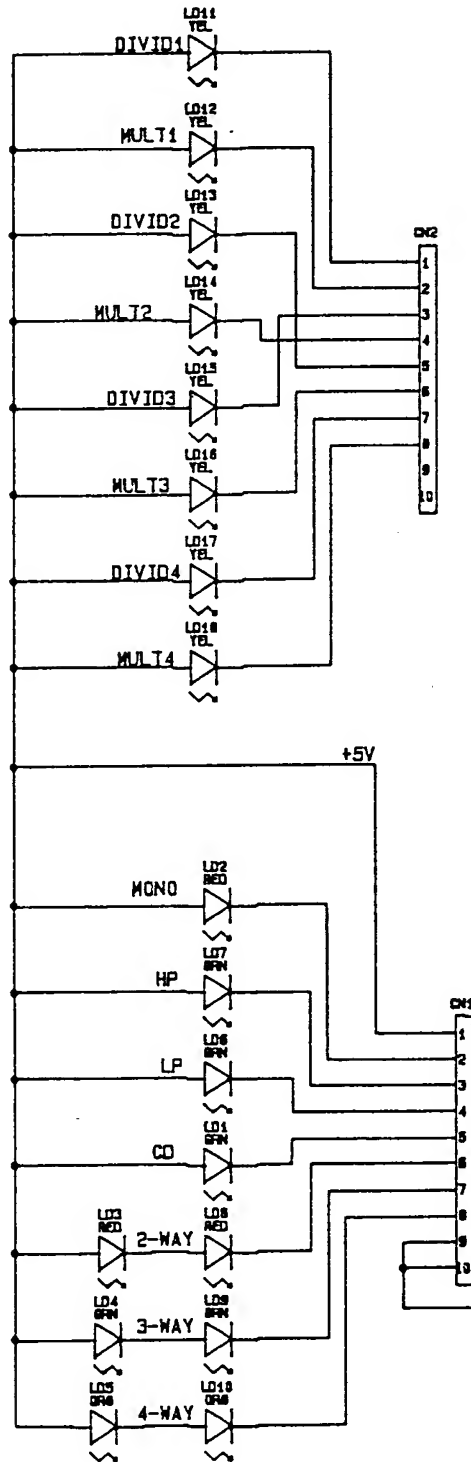 LD11
YEL
DIVID1
LD12
YEL
MULT1
LD13
YEL
DIVID2
CN2
LD14
YEL
MULT2
LD15
YEL
DIVID3
LD16
YEL
MULT3
LD17
YEL
DIVID4
LD18
YEL
MULT4
1
2
3
4
5
6
7
8
9
10
+5V
LD2
RED
MONO
LD7
GRN
HP
LD6
GRN
LP
LD1
GRN
CD
LD3
RED
2-WAY
LD8
RED
LD4
GRN
3-WAY
LD9
GRN
LD5
ORG
4-WAY
LD10
ORG
CN1
1
2
3
4
5
6
7
8
9
10